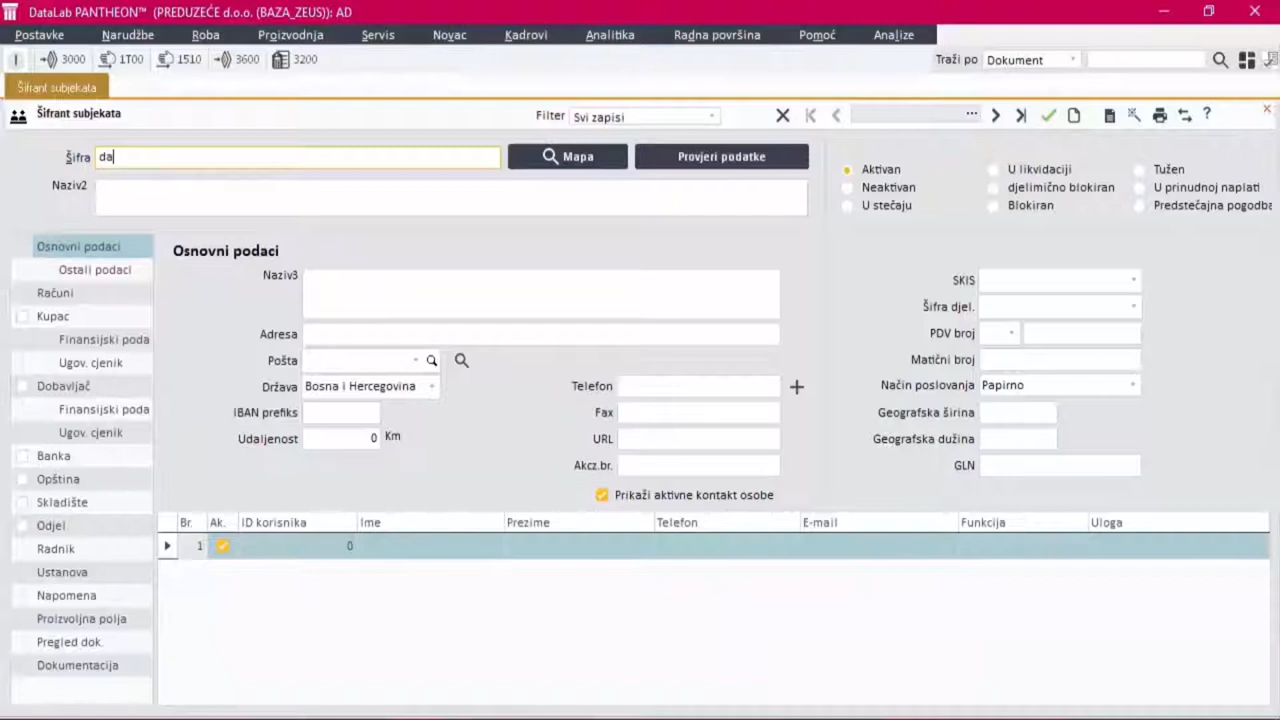 DataLab PANTHEON™ (PREDUZEĆE d.o.o. (BAZA_ZEUS)): AD
Postavke Narudžbe Roba Proizvodnja Servis Novac Kadrovi Analitika Radna površina Pomoć Analize
3000 1T00 1510 3600 3200 Traži po Dokument
Šifrant subjekata
Šifrant subjekata Filter Svi zapisi ... ?
Šifra da Mapa Provjeri podatke
Aktivan U likvidaciji Tužen
Naziv2 Neaktivan djelimično blokiran U prinudnoj naplati
U stečaju Blokiran Predstečajna pogodba
Osnovni podaci
Ostali podaci
Računi
Kupac
Finansijski poda
Ugov. cjenik
Dobavljač
Finansijski poda
Ugov. cjenik
Banka
Opština
Skladište
Odjel
Radnik
Ustanova
Napomena
Proizvoljna polja
Pregled dok.
Dokumentacija
Osnovni podaci
Naziv3 SKIS
Šifra djel.
Adresa PDV broj
Pošta Matični broj
Država Bosna i Hercegovina Telefon Način poslovanja Papirno
IBAN prefiks Fax Geografska širina
Udaljenost 0 Km URL Geografska dužina
Akcz.br. GLN
Prikaži aktivne kontakt osobe
Br. Ak. ID korisnika Ime Prezime Telefon E-mail Funkcija Uloga
1 0